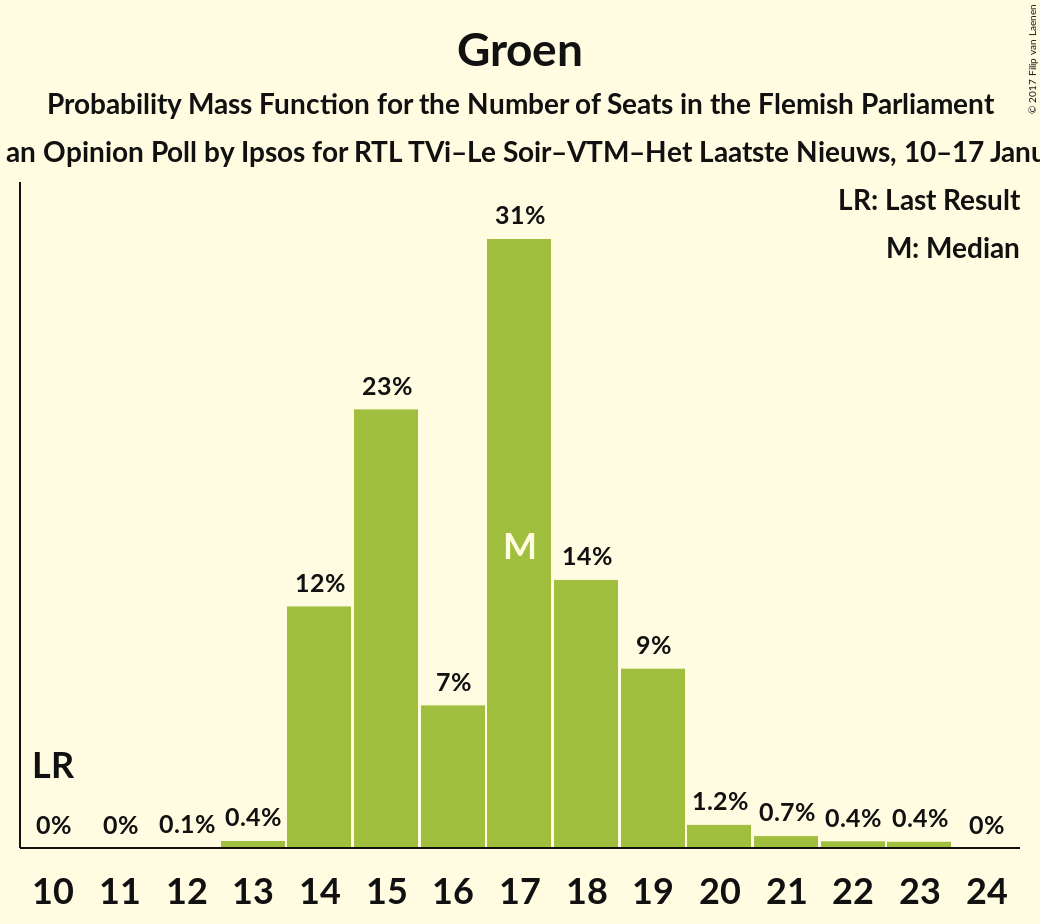 Groen
Probability Mass Function for the Number of Seats in the Flemish Parliament
an Opinion Poll by Ipsos for RTL TVi–Le Soir–VTM–Het Laatste Nieuws, 10–17 Janu
© 2017 Filip van Laenen
LR: Last Result
M: Median
31%
23%
M
14%
12%
9%
7%
LR
0% 0% 0.1% 0.4% 1.2% 0.7% 0.4% 0.4% 0%
10 11 12 13 14 15 16 17 18 19 20 21 22 23 24